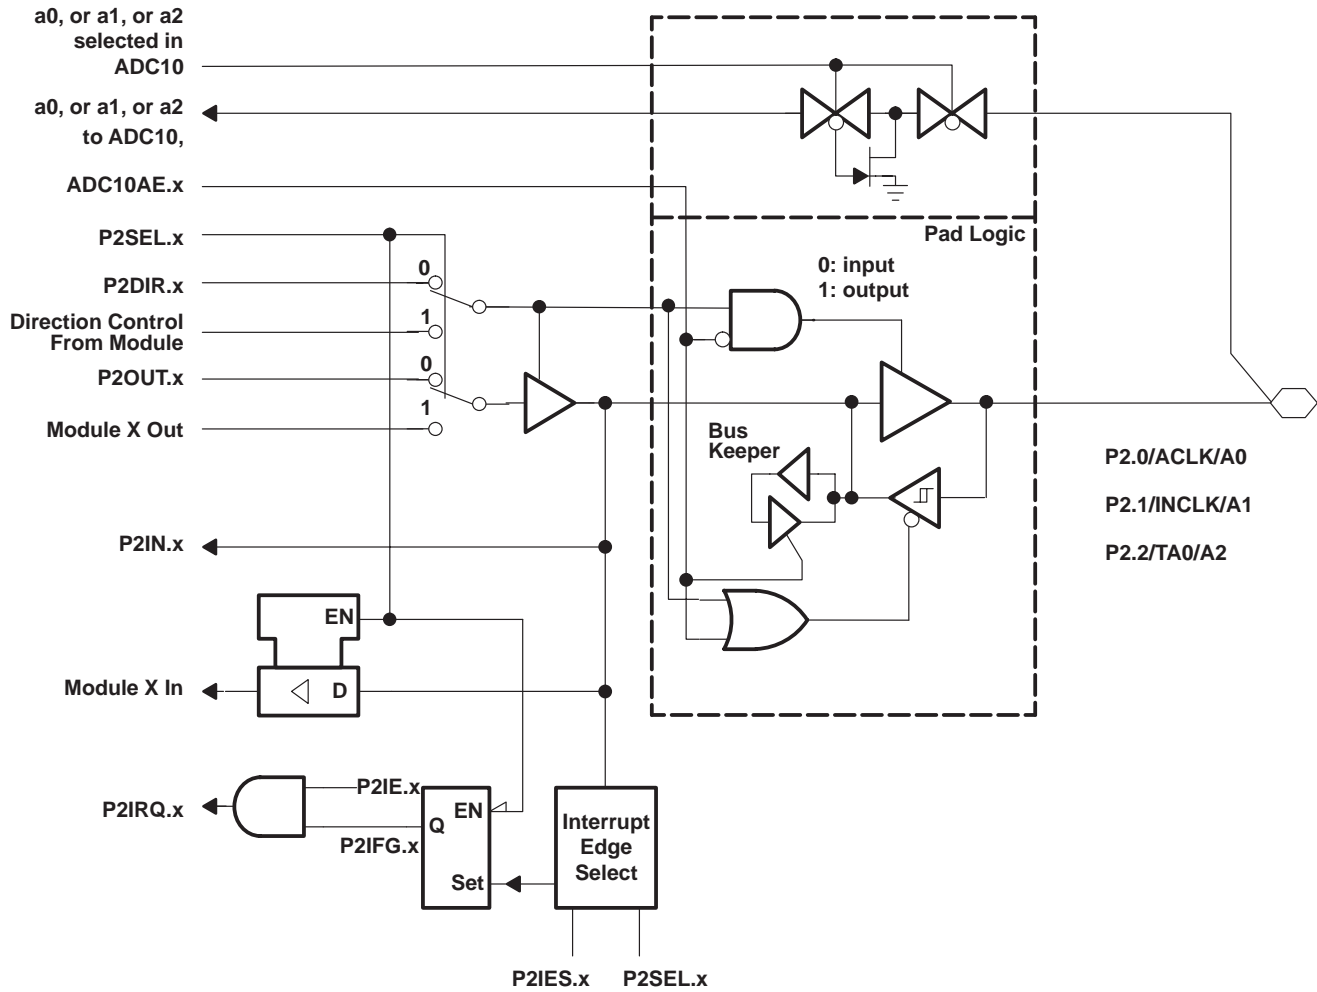 a0, or a1, or a2
selected in
ADC10
a0, or a1, or a2
to ADC10,
ADC10AE.x
P2SEL.x
Pad Logic
0
P2DIR.x
0: input
1: output
1
Direction Control
From Module
0
P2OUT.x
1
Module X Out
Bus
Keeper
P2.0/ACLK/A0
P2.1/INCLK/A1
P2.2/TA0/A2
P2IN.x
EN
Module X In
D
P2IE.x
P2IRQ.x
EN
Q
P2IFG.x
Set
Interrupt
Edge
Select
P2IES.x
P2SEL.x